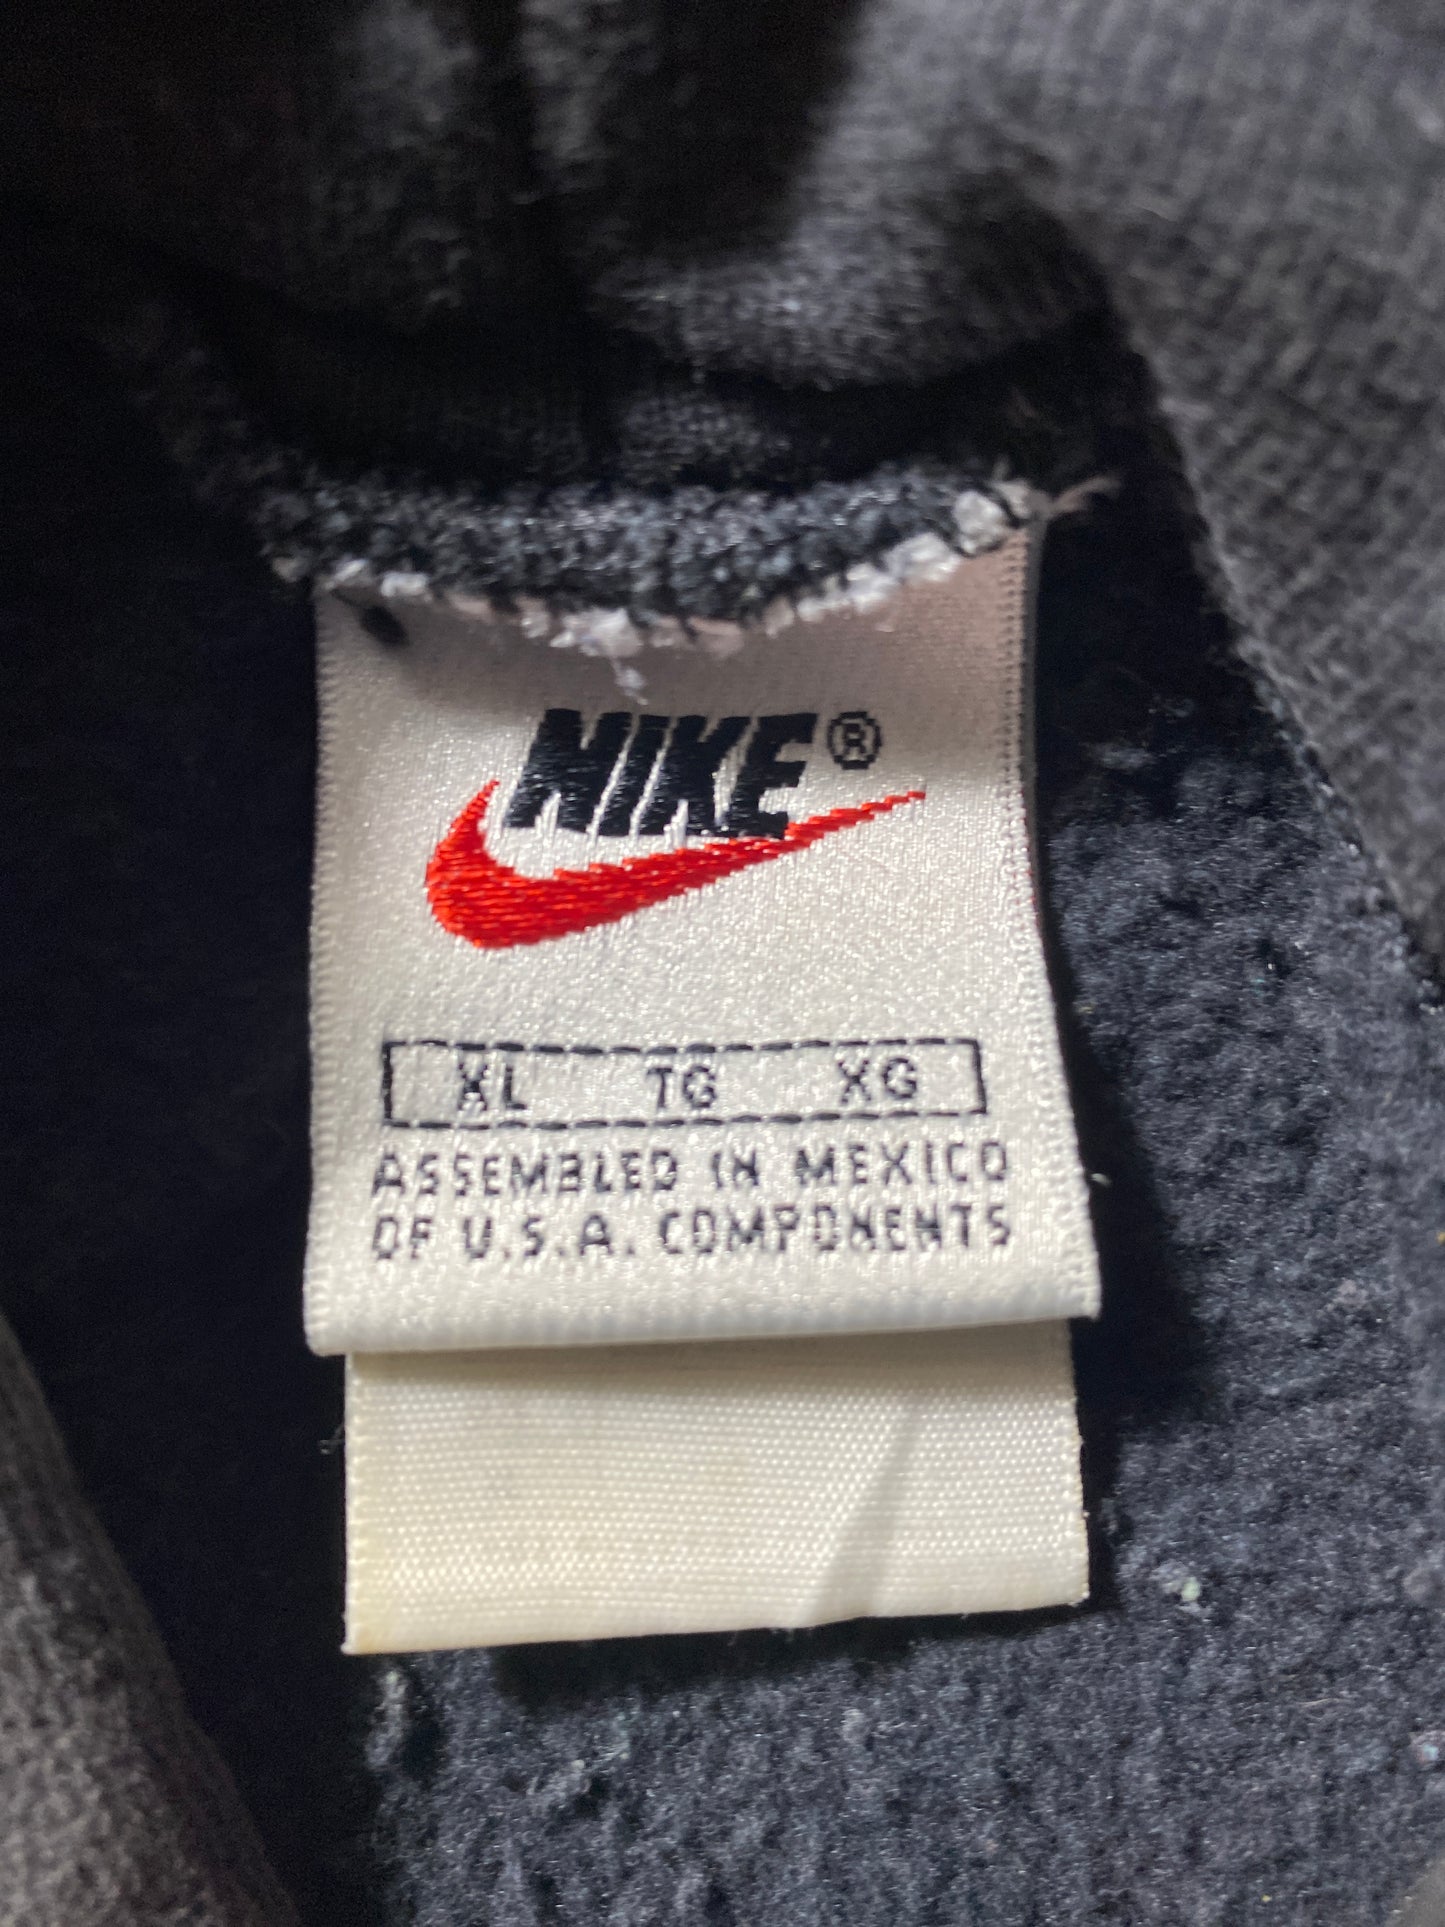 NIKE®
XL TG XG
ASSEMBLED IN MEXICO
OF U.S.A. COMPONENTS